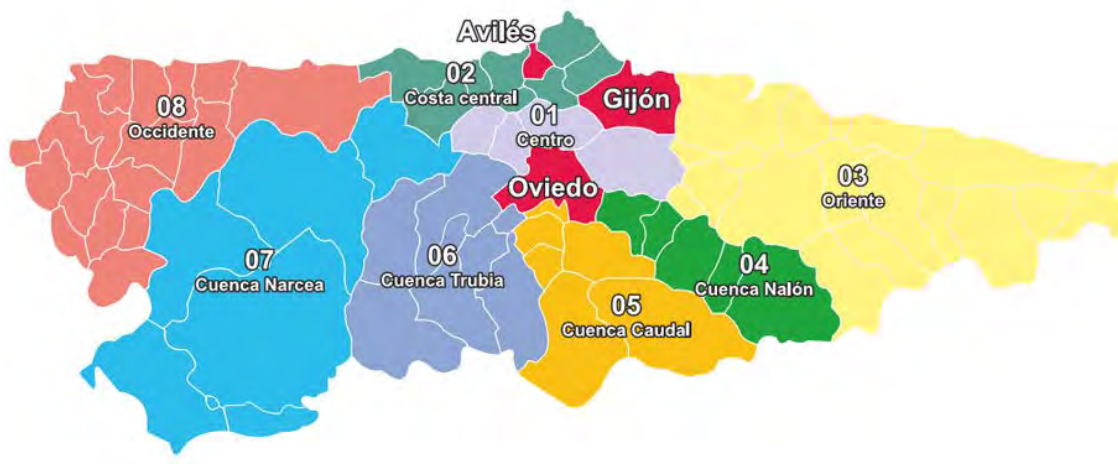 Avilés
02
Costa central
08
Occidente
Gijón
01
Centro
Oviedo
03
Oriente
07
Cuenca Narcea
06
Cuenca Trubia
04
Cuenca Nalón
05
Cuenca Caudal